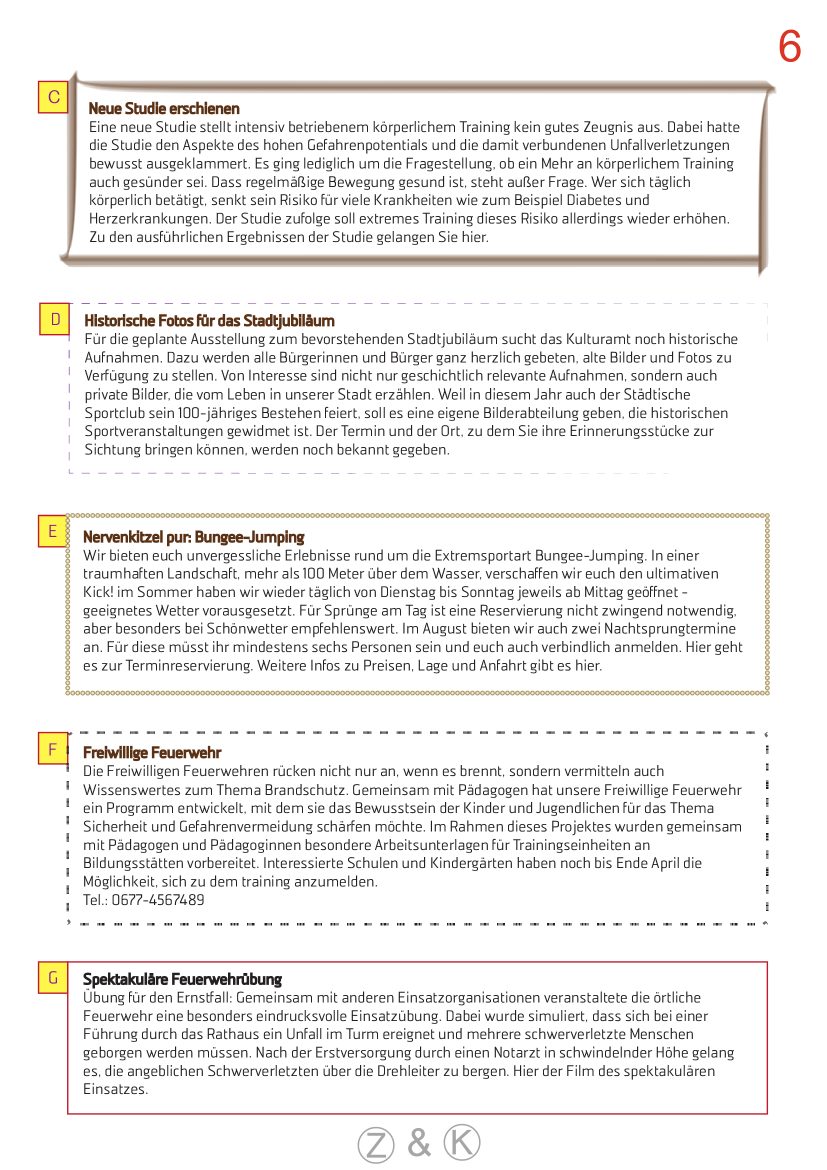 6
C
Neue Studie erschienen
Eine neue Studie stellt intensiv betriebenem körperlichem Training kein gutes Zeugnis aus. Dabei hatte
die Studie den Aspekte des hohen Gefahrenpotentials und die damit verbundenen Unfallverletzungen
bewusst ausgeklammert. Es ging lediglich um die Fragestellung, ob ein Mehr an körperlichem Training
auch gesünder sei. Dass regelmäßige Bewegung gesund ist, steht außer Frage. Wer sich täglich
körperlich betätigt, senkt sein Risiko für viele Krankheiten wie zum Beispiel Diabetes und
Herzerkrankungen. Der Studie zufolge soll extremes Training dieses Risiko allerdings wieder erhöhen.
Zu den ausführlichen Ergebnissen der Studie gelangen Sie hier.
D
Historische Fotos für das Stadtjubiläum
Für die geplante Ausstellung zum bevorstehenden Stadtjubiläum sucht das Kulturamt noch historische
Aufnahmen. Dazu werden alle Bürgerinnen und Bürger ganz herzlich gebeten, alte Bilder und Fotos zu
Verfügung zu stellen. Von Interesse sind nicht nur geschichtlich relevante Aufnahmen, sondern auch
private Bilder, die vom Leben in unserer Stadt erzählen. Weil in diesem Jahr auch der Städtische
Sportclub sein 100-jähriges Bestehen feiert, soll es eine eigene Bilderabteilung geben, die historischen
Sportveranstaltungen gewidmet ist. Der Termin und der Ort, zu dem Sie ihre Erinnerungsstücke zur
Sichtung bringen können, werden noch bekannt gegeben.
E
Nervenkitzel pur: Bungee-Jumping
Wir bieten euch unvergessliche Erlebnisse rund um die Extremsportart Bungee-Jumping. In einer
traumhaften Landschaft, mehr als 100 Meter über dem Wasser, verschaffen wir euch den ultimativen
Kick! im Sommer haben wir wieder täglich von Dienstag bis Sonntag jeweils ab Mittag geöffnet -
geeignetes Wetter vorausgesetzt. Für Sprünge am Tag ist eine Reservierung nicht zwingend notwendig,
aber besonders bei Schönwetter empfehlenswert. Im August bieten wir auch zwei Nachtsprungtermine
an. Für diese müsst ihr mindestens sechs Personen sein und euch auch verbindlich anmelden. Hier geht
es zur Terminreservierung. Weitere Infos zu Preisen, Lage und Anfahrt gibt es hier.
F
Freiwillige Feuerwehr
Die Freiwilligen Feuerwehren rücken nicht nur an, wenn es brennt, sondern vermitteln auch
Wissenswertes zum Thema Brandschutz. Gemeinsam mit Pädagogen hat unsere Freiwillige Feuerwehr
ein Programm entwickelt, mit dem sie das Bewusstsein der Kinder und Jugendlichen für das Thema
Sicherheit und Gefahrenvermeidung schärfen möchte. Im Rahmen dieses Projektes wurden gemeinsam
mit Pädagogen und Pädagoginnen besondere Arbeitsunterlagen für Trainingseinheiten an
Bildungsstätten vorbereitet. Interessierte Schulen und Kindergärten haben noch bis Ende April die
Möglichkeit, sich zu dem training anzumelden.
Tel.: 0677-4567489
G
Spektakuläre Feuerwehrübung
Übung für den Ernstfall: Gemeinsam mit anderen Einsatzorganisationen veranstaltete die örtliche
Feuerwehr eine besonders eindrucksvolle Einsatzübung. Dabei wurde simuliert, dass sich bei einer
Führung durch das Rathaus ein Unfall im Turm ereignet und mehrere schwerverletzte Menschen
geborgen werden müssen. Nach der Erstversorgung durch einen Notarzt in schwindelnder Höhe gelang
es, die angeblichen Schwerverletzten über die Drehleiter zu bergen. Hier der Film des spektakulären
Einsatzes.
Z & K